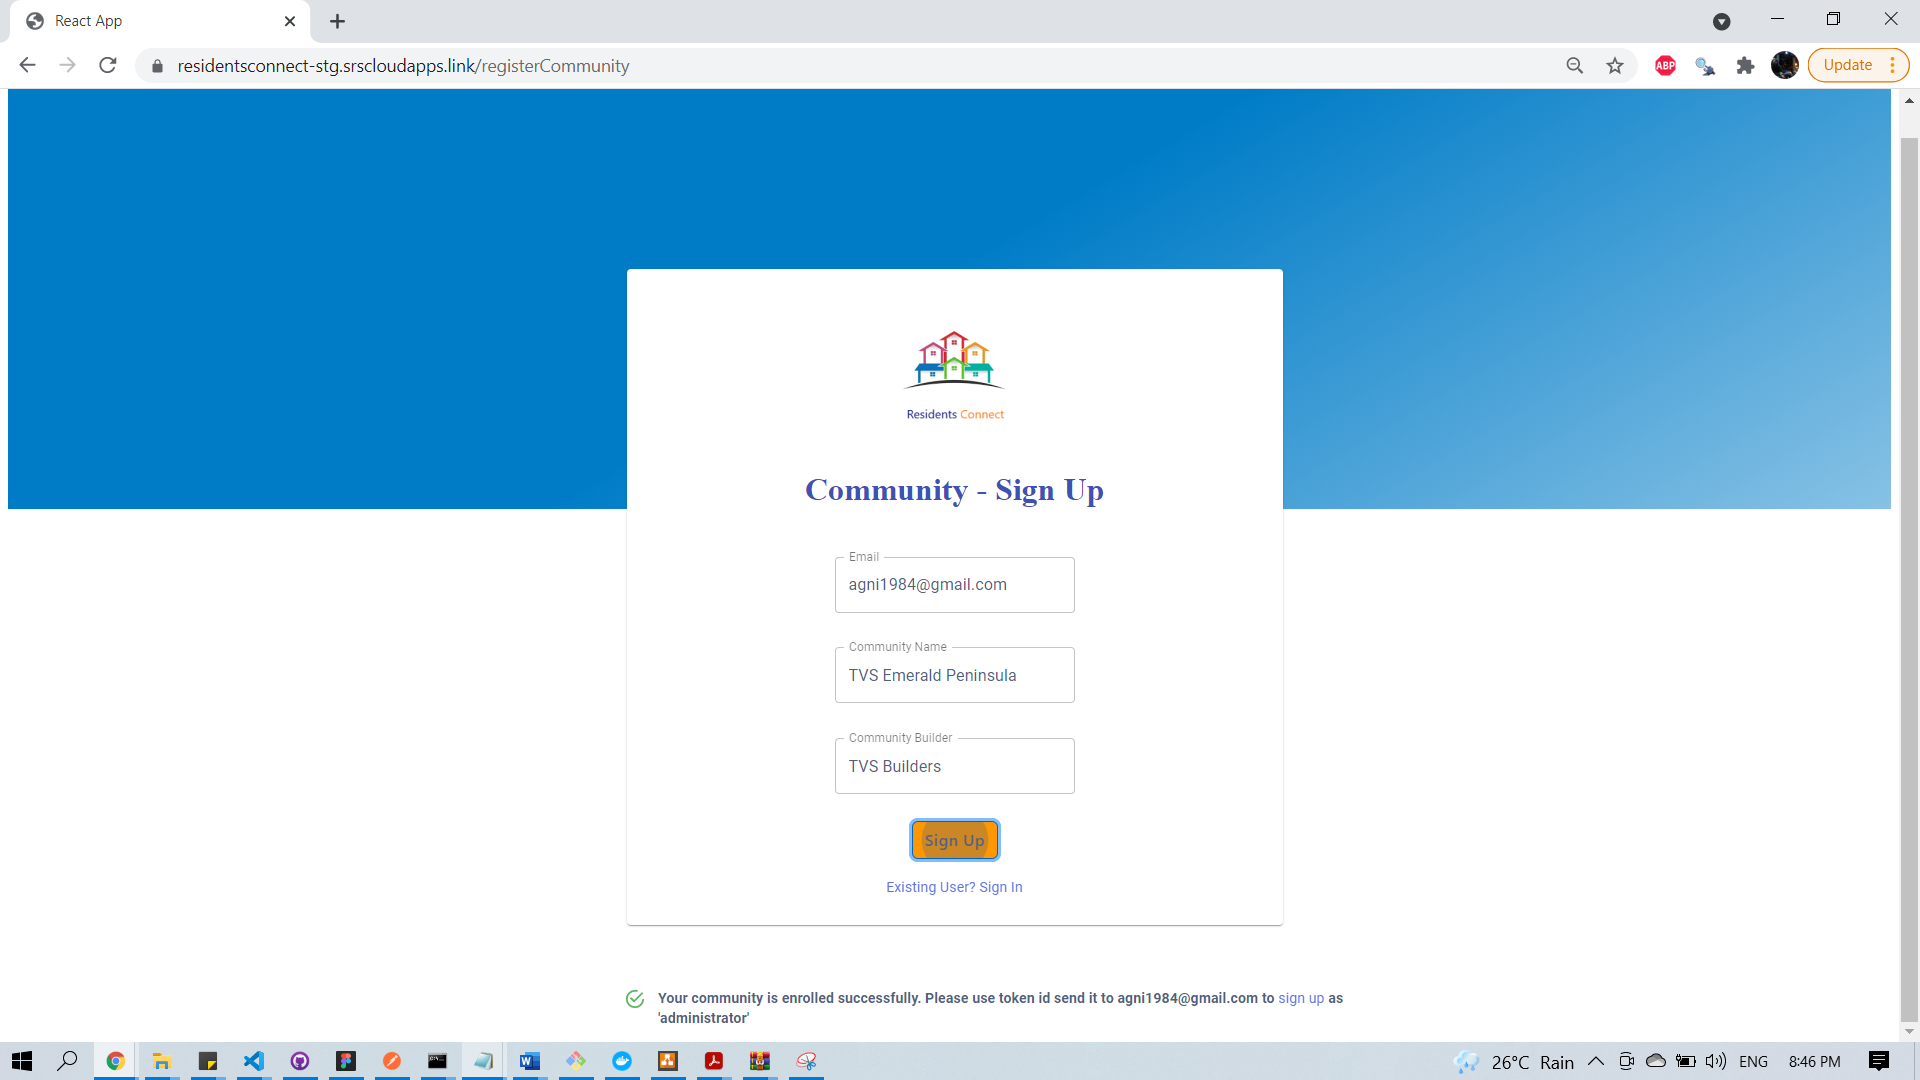 React App
residentsconnect-stg.srscloudapps.link/registerCommunity
ABP
Update
Residents Connect
Community - Sign Up
Email
agni1984@gmail.com
Community Name
TVS Emerald Peninsula
Community Builder
TVS Builders
Sign Up
Existing User? Sign In
Your community is enrolled successfully. Please use token id send it to agni1984@gmail.com to sign up as
'administrator'
26°C Rain
ENG
8:46 PM